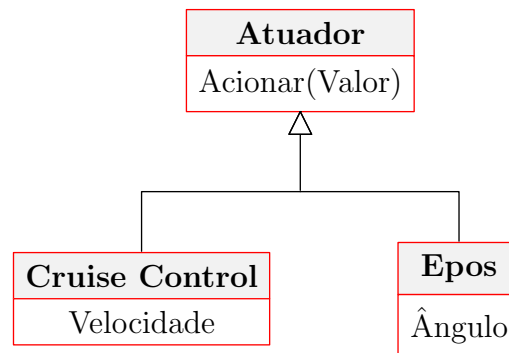 Atuador
Acionar(Valor)
Cruise Control
Velocidade
Epos
Ângulo